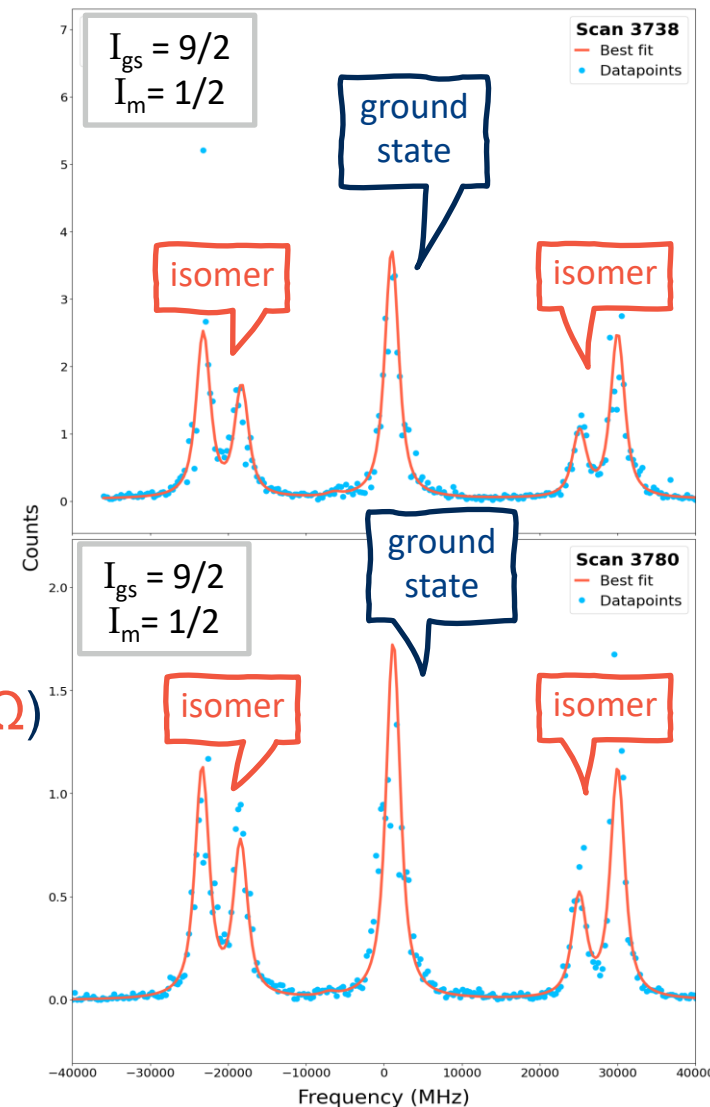 I_gs = 9/2
I_m= 1/2
ground
state
isomer
isomer
Scan 3738
Best fit
Datapoints
7
6
5
4
3
2
1
0
Counts
I_gs = 9/2
I_m= 1/2
ground
state
isomer
isomer
Scan 3780
Best fit
Datapoints
Ω)
2.0
1.5
1.0
0.5
0.0
−40000 −30000 −20000 −10000 0 10000 20000 30000 40000
Frequency (MHz)